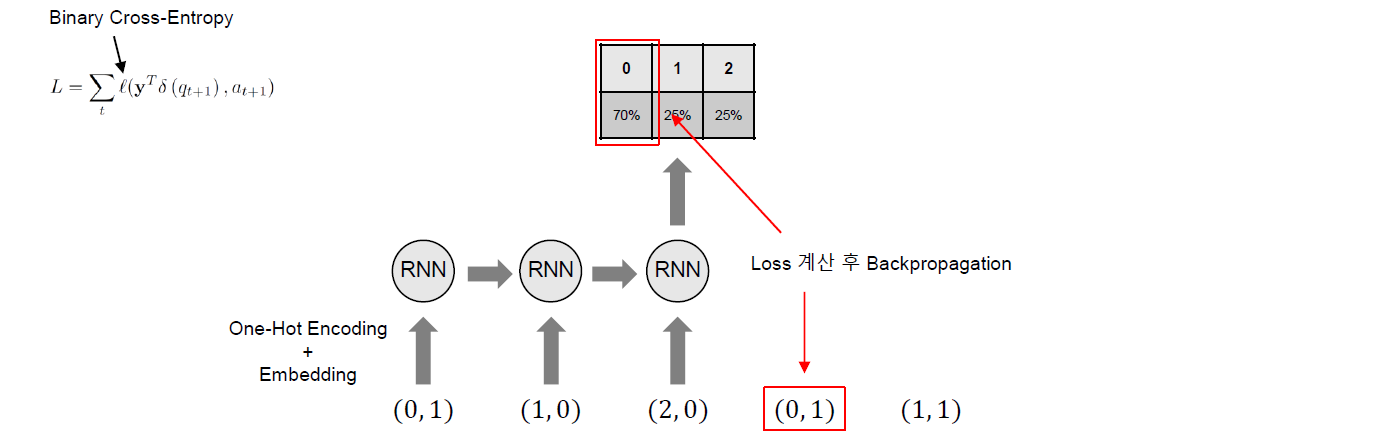 Binary Cross-Entropy
L = ∑_t ℓ(y^T δ (q_{t+1}) , a_{t+1})
0 1 2
70% 25% 25%
RNN RNN RNN
Loss 계산 후 Backpropagation
One-Hot Encoding
+
Embedding
(0, 1) (1, 0) (2, 0) (0, 1) (1, 1)